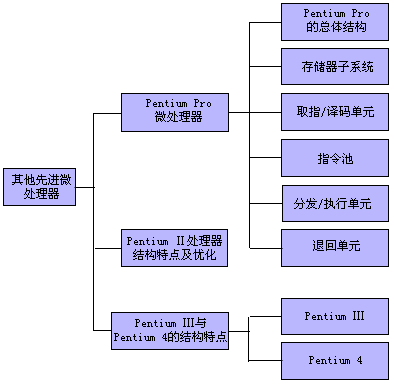 其他先进微
处理器
Pentium Pro
微处理器
Pentium Pro
的总体结构
存储器子系统
取指/译码单元
指令池
分发/执行单元
退回单元
Pentium Ⅱ处理器
结构特点及优化
Pentium Ⅲ与
Pentium 4的结构特点
Pentium Ⅲ
Pentium 4